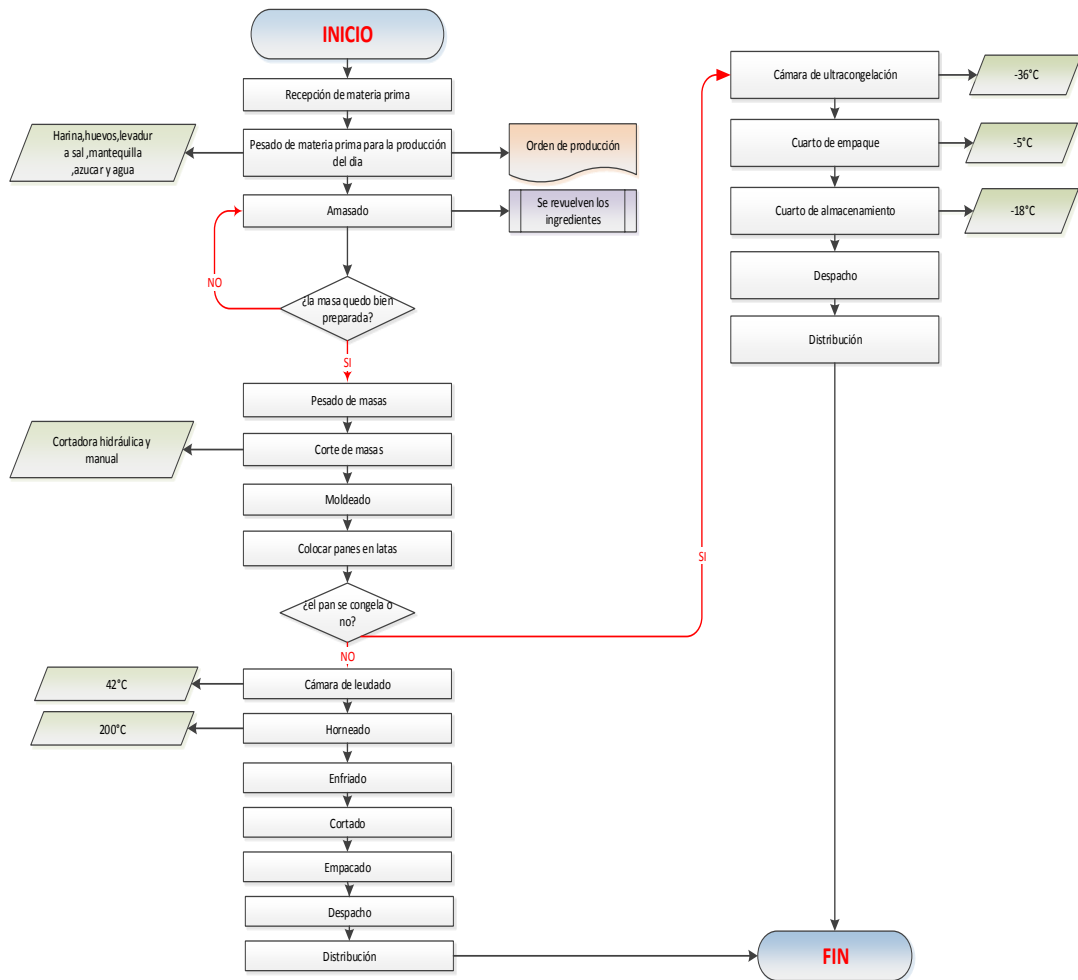 INICIO
Recepción de materia prima
Harina,huevos,levadur
a sal ,mantequilla
,azucar y agua
Pesado de materia prima para la producción
del dia
Orden de producción
Amasado
Se revuelven los
ingredientes
NO
¿la masa quedo bien
preparada?
SI
Pesado de masas
Cortadora hidráulica y
manual
Corte de masas
Moldeado
Colocar panes en latas
¿el pan se congela o
no?
NO
42°C
Cámara de leudado
200°C
Horneado
Enfriado
Cortado
Empacado
Despacho
Distribución
SI
Cámara de ultracongelación
-36°C
Cuarto de empaque
-5°C
Cuarto de almacenamiento
-18°C
Despacho
Distribución
FIN